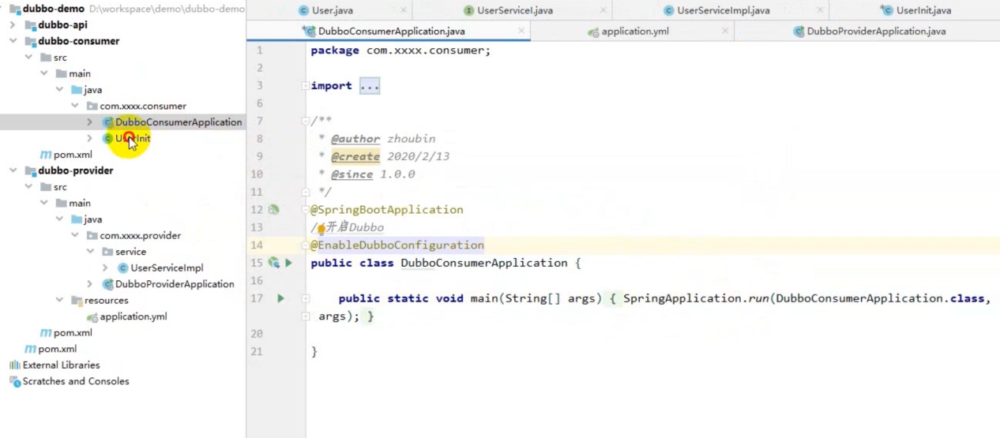 dubbo-demo D:\workspace\demo\dubbo-demo
dubbo-api
dubbo-consumer
src
main
java
com.xxxx.consumer
DubboConsumerApplication
UserInit
pom.xml
dubbo-provider
src
main
java
com.xxxx.provider
service
UserServiceImpl
DubboProviderApplication
resources
application.yml
pom.xml
pom.xml
External Libraries
Scratches and Consoles
User.java
UserServiceI.java
UserServiceImpl.java
UserInit.java
DubboConsumerApplication.java
application.yml
DubboProviderApplication.java
1 package com.xxxx.consumer;
2
3 import ...
6
7 /**
8 * @author zhoubin
9 * @create 2020/2/13
10 * @since 1.0.0
11 */
12 @SpringBootApplication
13 //开启Dubbo
14 @EnableDubboConfiguration
15 public class DubboConsumerApplication {
16
17 public static void main(String[] args) { SpringApplication.run(DubboConsumerApplication.class,
args); }
20
21 }